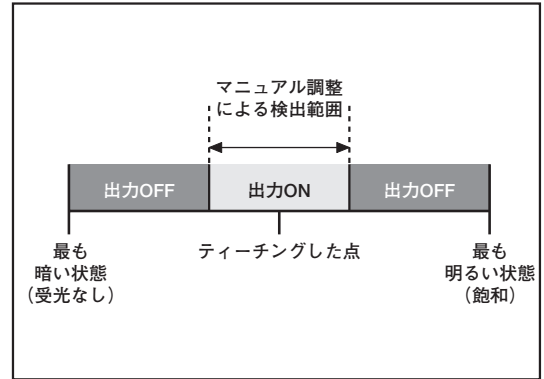 マニュアル調整
による検出範囲
出力OFF
出力ON
出力OFF
最も
暗い状態
（受光なし）
ティーチングした点
最も
明るい状態
（飽和）